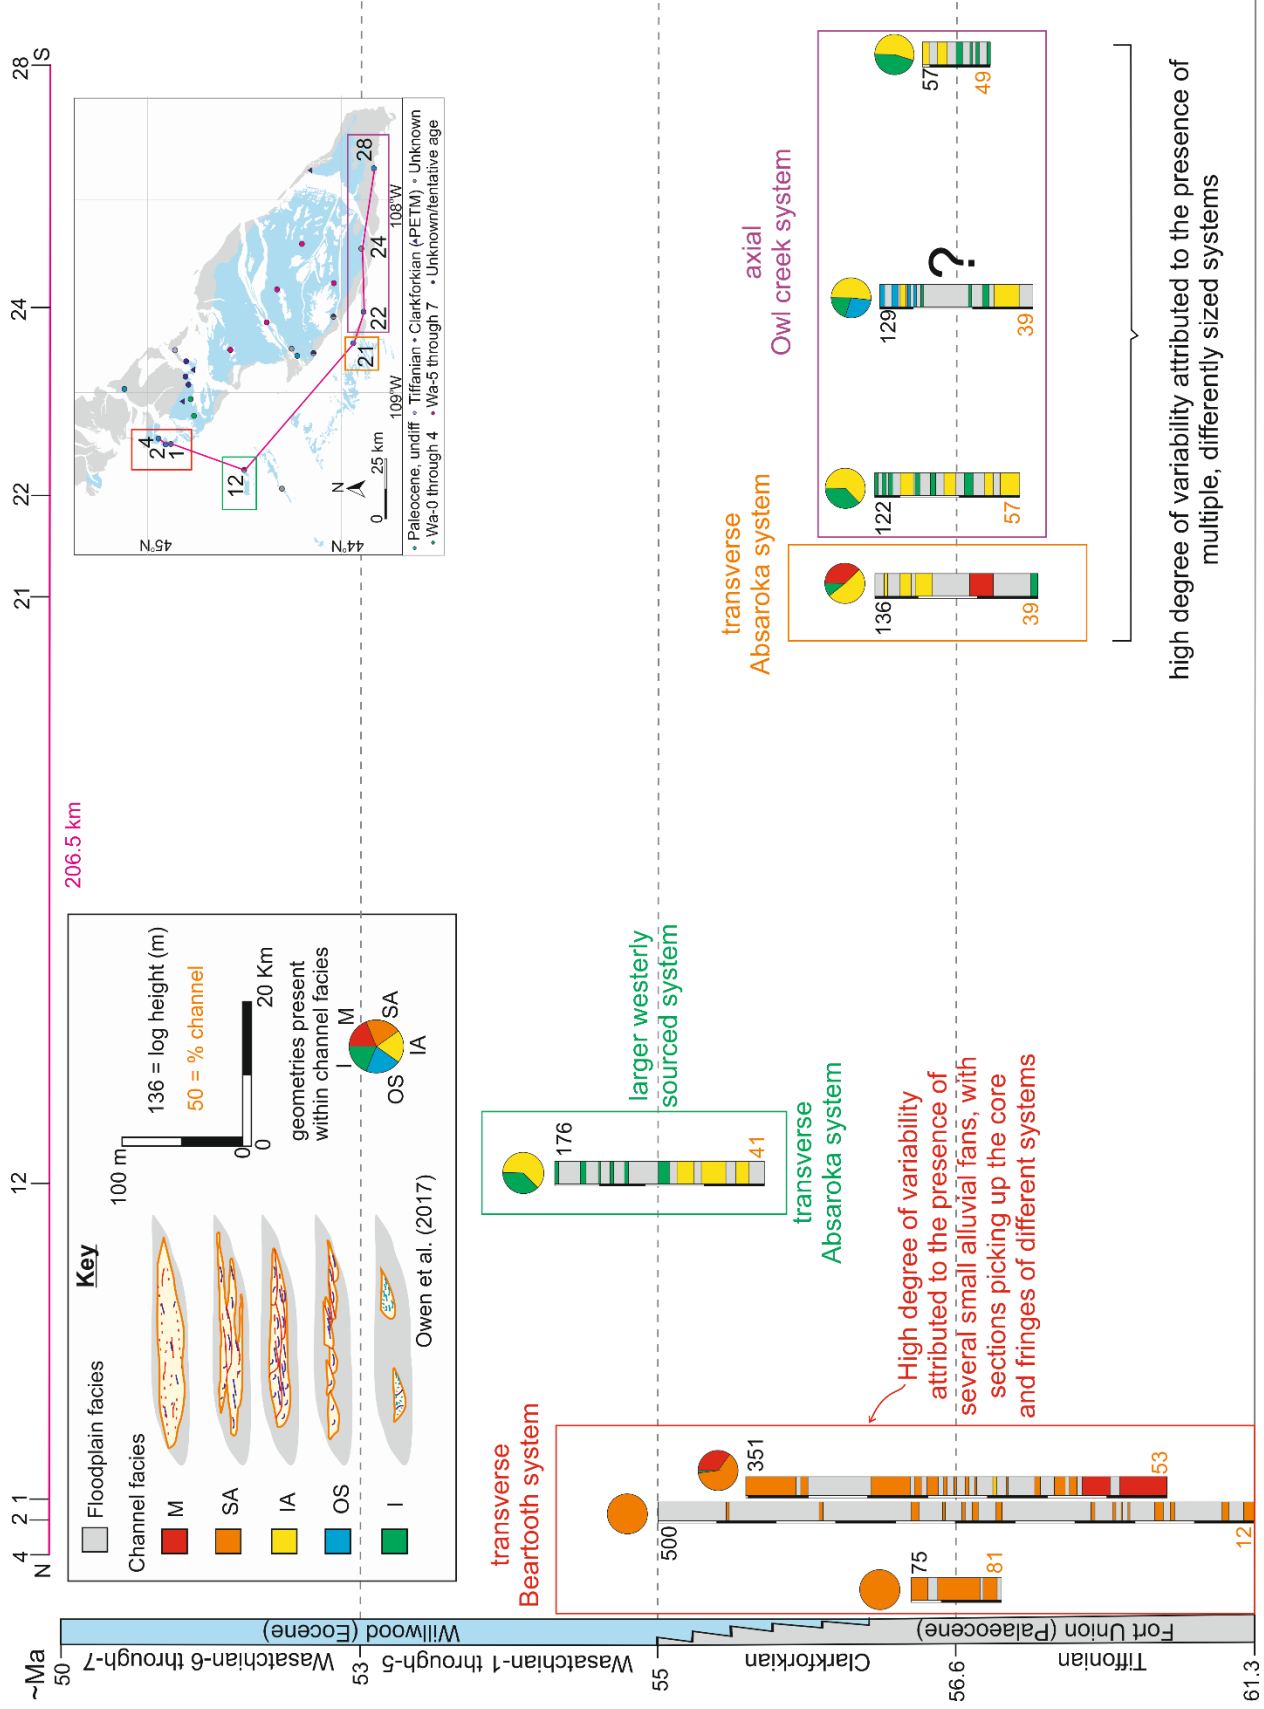 N
4
2
1
12
21
22
24
28
S
206.5 km
~Ma
50
53
55
56.6
61.3
Wasatchian-6 through-7
Wasatchian-1 through-5
Clarkforkian
Tiffonian
Willwood (Eocene)
Fort Union (Palaeocene)
Key
Floodplain facies
Channel facies
M
SA
IA
OS
I
Owen et al. (2017)
100 m
0
0
20 Km
136 = log height (m)
50 = % channel
geometries present
within channel facies
I
M
SA
IA
OS
45°N
44°N
109°W
108°W
2
4
1
12
21
22
24
28
N
0
25 km
Paleocene, undiff
Tiffanian
Clarkforkian
(PETM)
Unknown
Wa-0 through 4
Wa-5 through 7
Unknown/tentative age
transverse
Beartooth system
75
81
500
12
351
53
High degree of variability
attributed to the presence of
several small alluvial fans, with
sections picking up the core
and fringes of different systems
176
41
larger westerly
sourced system
transverse
Absaroka system
transverse
Absaroka system
136
39
axial
Owl creek system
122
57
129
39
?
57
49
high degree of variability attributed to the presence of
multiple, differently sized systems